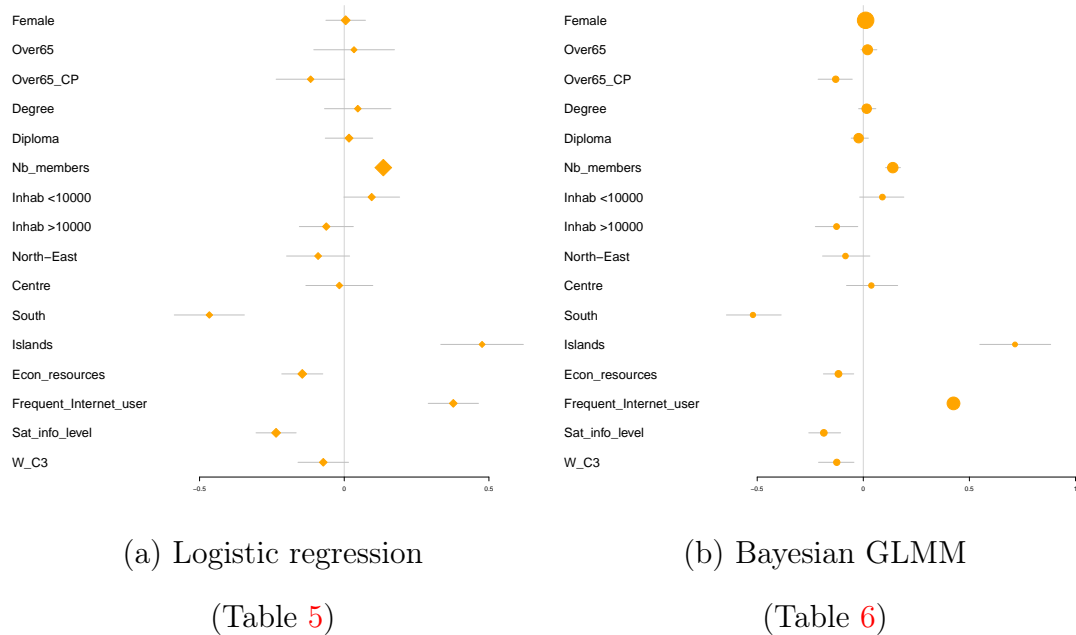 Female
Over65
Over65_CP
Degree
Diploma
Nb_members
Inhab <10000
Inhab >10000
North−East
Centre
South
Islands
Econ_resources
Frequent_Internet_user
Sat_info_level
W_C3
−0.5 0 0.5
(a) Logistic regression
(Table 5)
Female
Over65
Over65_CP
Degree
Diploma
Nb_members
Inhab <10000
Inhab >10000
North−East
Centre
South
Islands
Econ_resources
Frequent_Internet_user
Sat_info_level
W_C3
−0.5 0 0.5 1
(b) Bayesian GLMM
(Table 6)